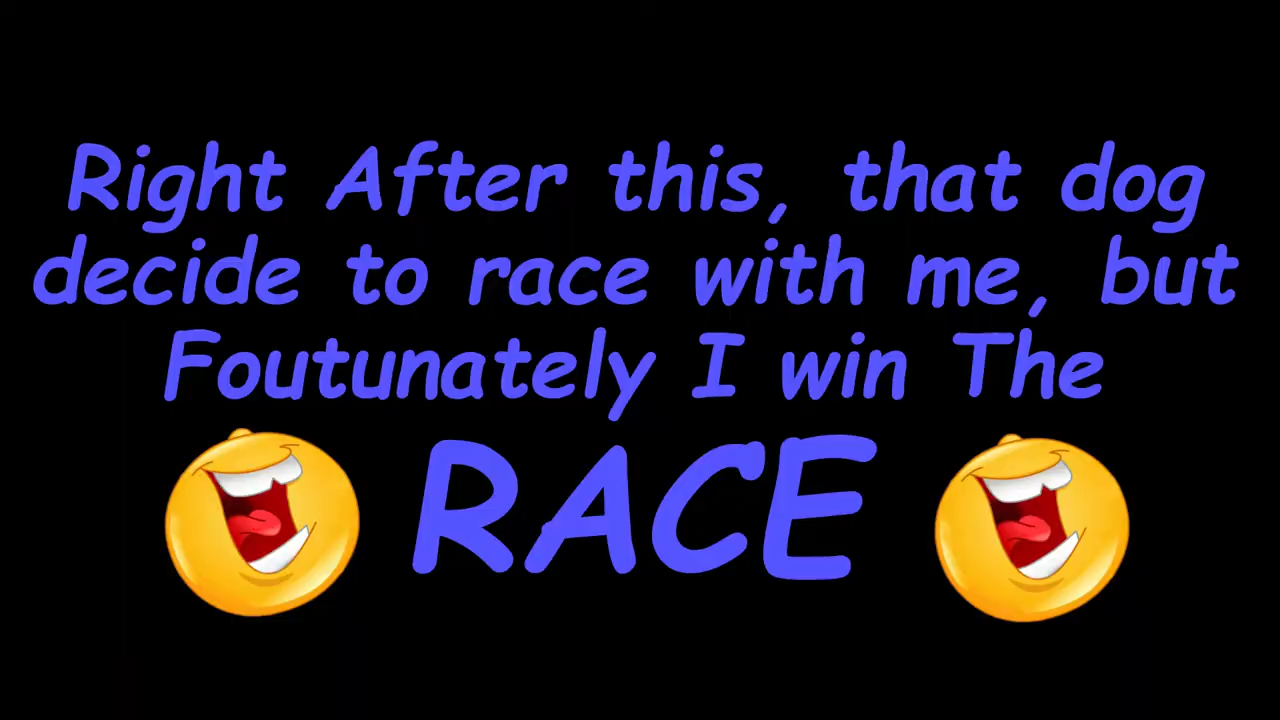 Right After this, that dog
decide to race with me, but
Foutunately I win The
RACE